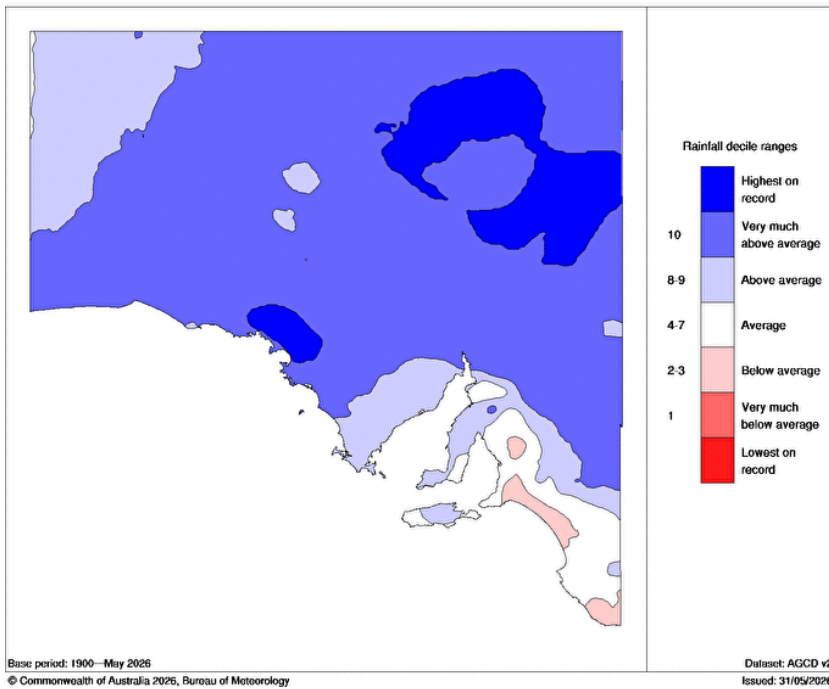 Rainfall decile ranges
Highest on
record
10
Very much
above average
8-9
Above average
4-7
Average
2-3
Below average
1
Very much
below average
Lowest on
record
Base period: 1900—May 2026
Dataset: AGCD v2
© Commonwealth of Australia 2026, Bureau of Meteorology
Issued: 31/05/2026